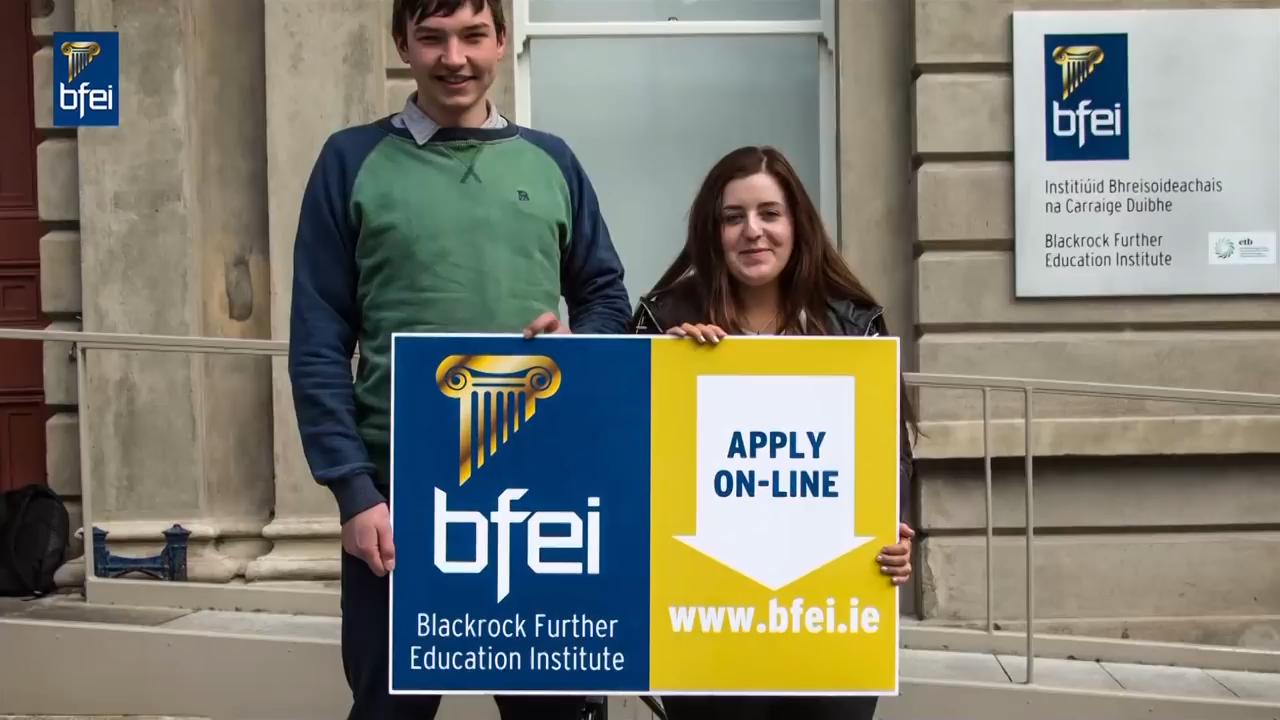 bfei
bfei
Institiúid Bhreisoideachais
na Carraige Duibhe
Blackrock Further
Education Institute
etb
bfei
Blackrock Further
Education Institute
APPLY
ON-LINE
www.bfei.ie